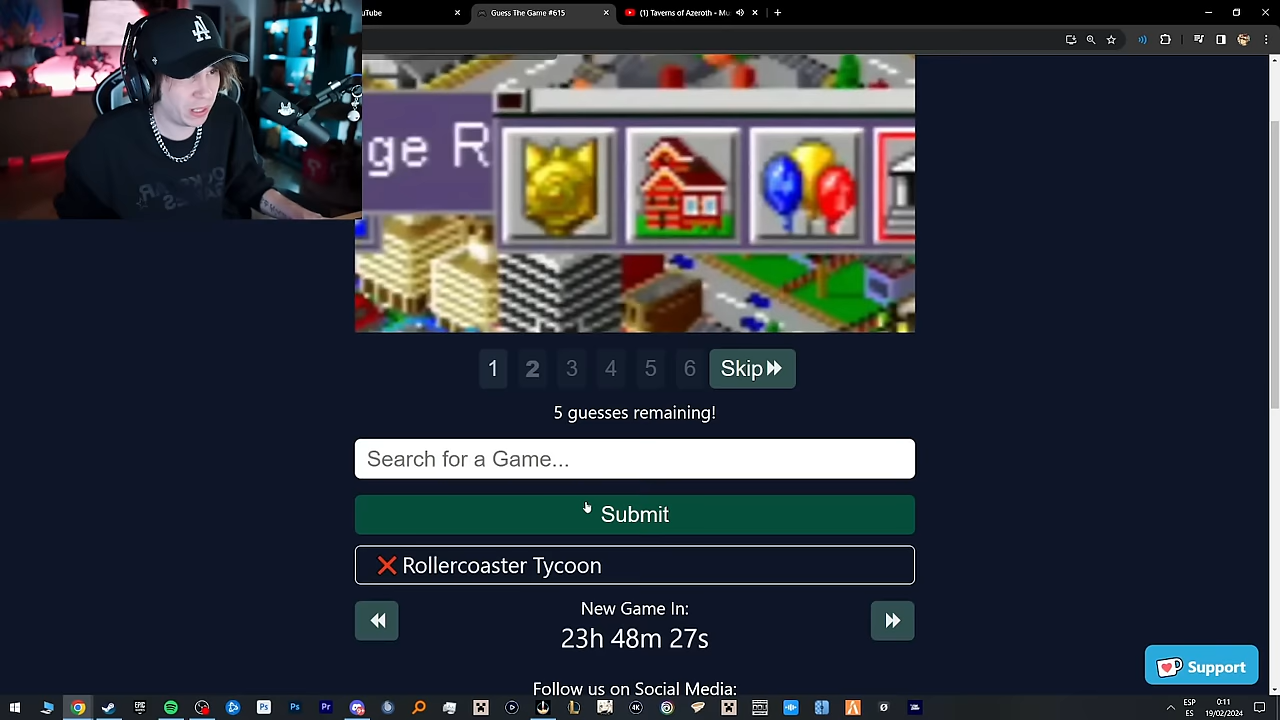 uTube
Guess The Game #615
(1) Taverns of Azeroth - Mu
ge R
1 2 3 4 5 6 Skip
5 guesses remaining!
Search for a Game...
Submit
Rollercoaster Tycoon
New Game In:
23h 48m 27s
Support
Follow us on Social Media:
ESP
ES
0:11
19/02/2024